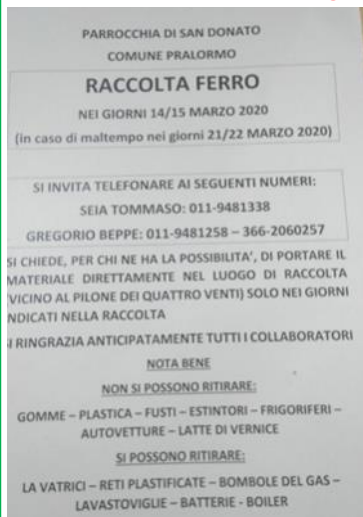 PARROCCHIA DI SAN DONATO
COMUNE PRALORMO
RACCOLTA FERRO
NEI GIORNI 14/15 MARZO 2020
(in caso di maltempo nei giorni 21/22 MARZO 2020)
SI INVITA TELEFONARE AI SEGUENTI NUMERI:
SEIA TOMMASO: 011-9481338
GREGORIO BEPPE: 011-9481258 – 366-2060257
SI CHIEDE, PER CHI NE HA LA POSSIBILITA', DI PORTARE IL
MATERIALE DIRETTAMENTE NEL LUOGO DI RACCOLTA
(VICINO AL PILONE DEI QUATTRO VENTI) SOLO NEI GIORNI
NDICATI NELLA RACCOLTA
I RINGRAZIA ANTICIPATAMENTE TUTTI I COLLABORATORI
NOTA BENE
NON SI POSSONO RITIRARE:
GOMME – PLASTICA – FUSTI – ESTINTORI – FRIGORIFERI –
AUTOVETTURE – LATTE DI VERNICE
SI POSSONO RITIRARE:
LA VATRICI – RETI PLASTIFICATE – BOMBOLE DEL GAS –
LAVASTOVIGLIE – BATTERIE - BOILER